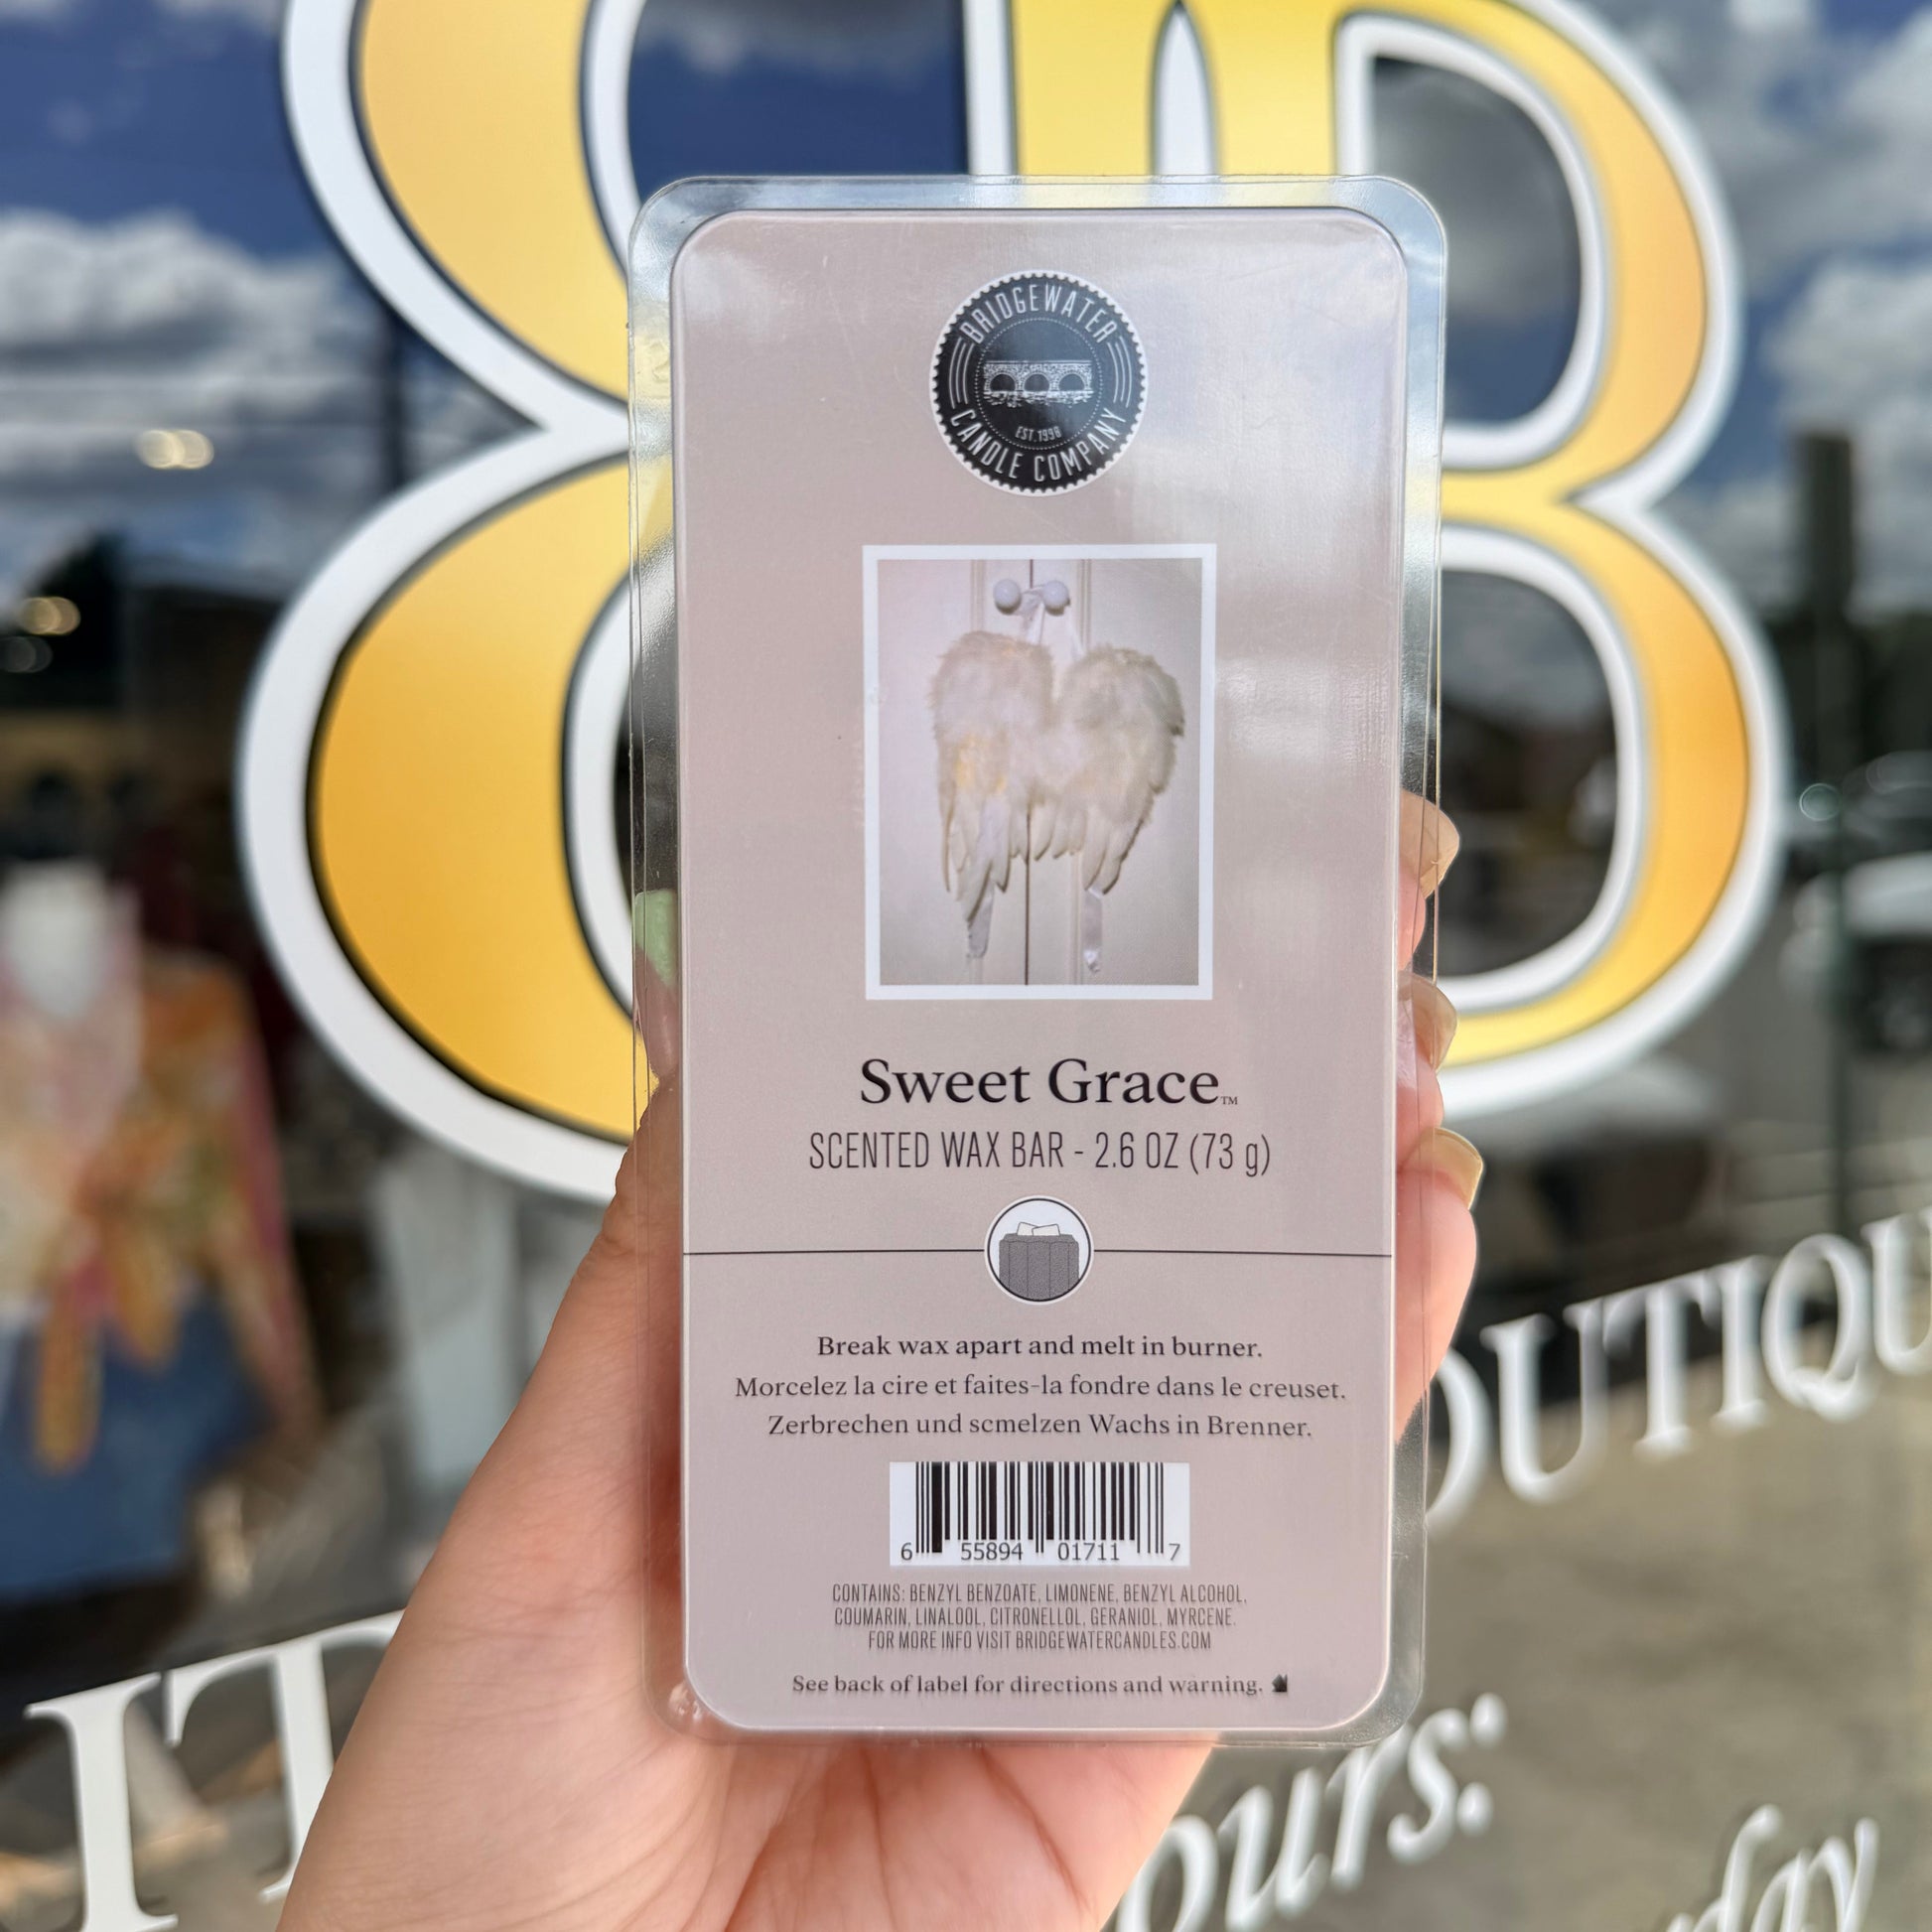 BRIDGEWATER
EST. 1998
CANDLE COMPANY
Sweet Grace™
SCENTED WAX BAR - 2.6 OZ (73 g)
Break wax apart and melt in burner.
Morcelez la cire et faites-la fondre dans le creuset.
Zerbrechen und scmelzen Wachs in Brenner.
6 55894 01711 7
CONTAINS: BENZYL BENZOATE, LIMONENE, BENZYL ALCOHOL,
COUMARIN, LINALOOL, CITRONELLOL, GERANIOL, MYRCENE.
FOR MORE INFO VISIT BRIDGEWATERCANDLES.COM
See back of label for directions and warning.